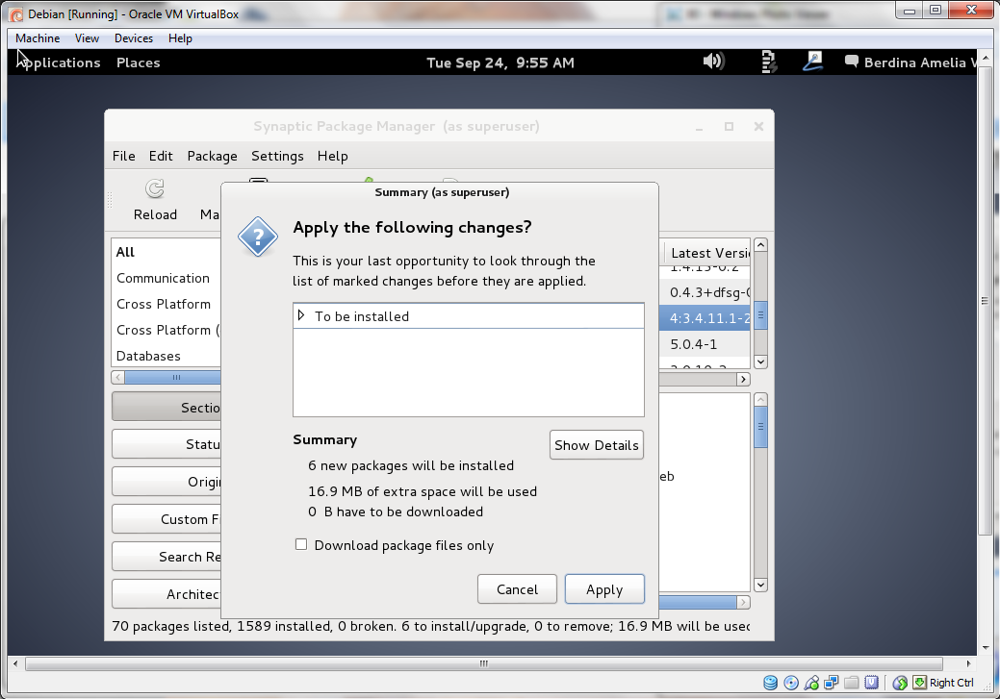 Debian [Running] - Oracle VM VirtualBox
Machine View Devices Help
Places
Tue Sep 24, 9:55 AM
Berdina Amelia
Synaptic Package Manager (as superuser)
File Edit Package Settings Help
Reload
Summary (as superuser)
Apply the following changes?
This is your last opportunity to look through the
list of marked changes before they are applied.
To be installed
Summary
Show Details
6 new packages will be installed
16.9 MB of extra space will be used
0 B have to be downloaded
Download package files only
Cancel
Apply
All
Communication
Cross Platform
Cross Platform (
Databases
Sectio
Statu
Origi
Custom F
Search Re
Architec
Latest Versi
0.4.3+dfsg-0
4:3.4.11.1-2
5.0.4-1
eb
70 packages listed, 1589 installed, 0 broken. 6 to install/upgrade, 0 to remove; 16.9 MB will be used
Right Ctrl